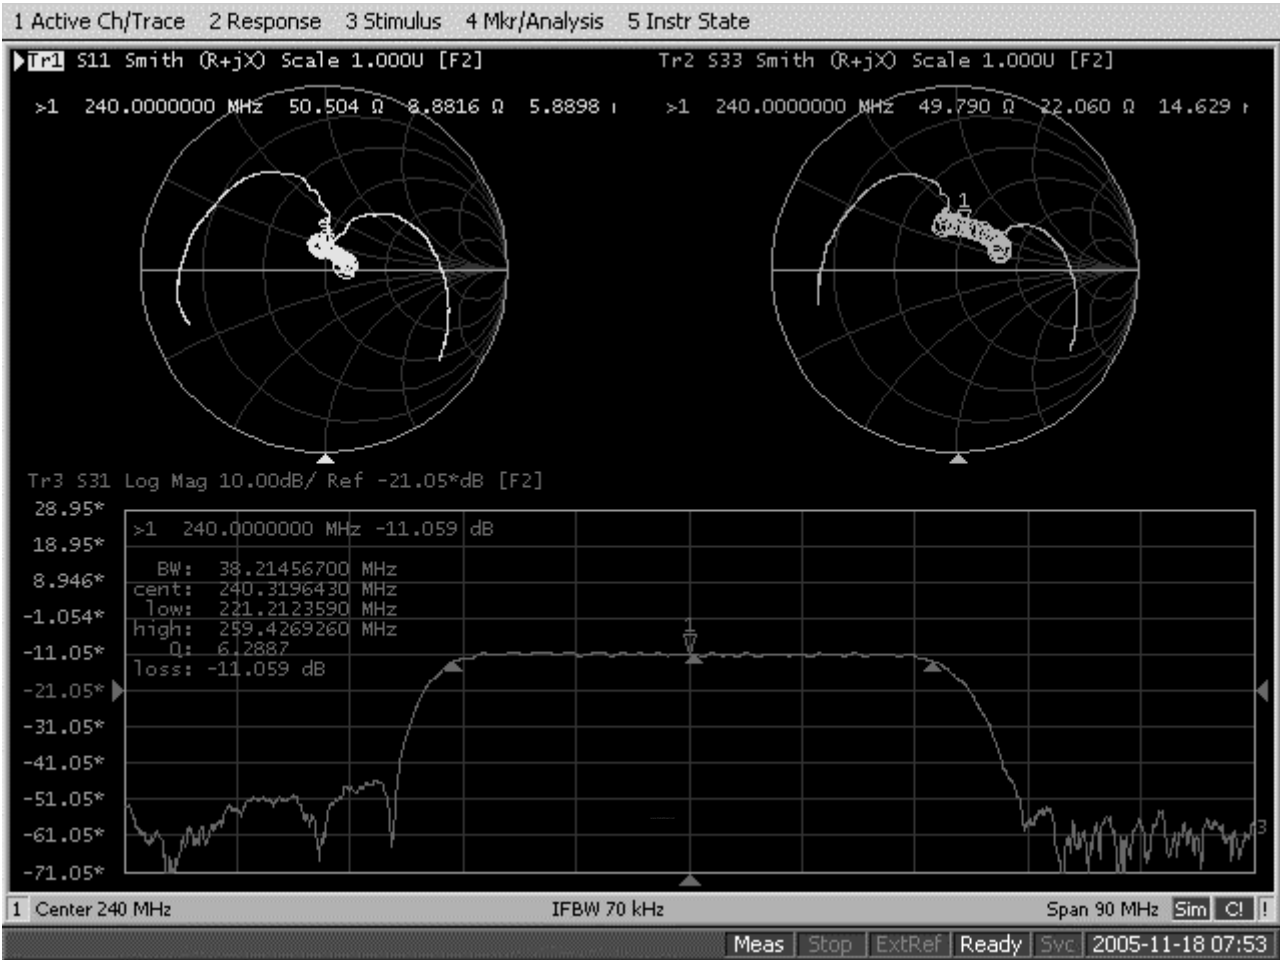 1 Active Ch/Trace 2 Response 3 Stimulus 4 Mkr/Analysis 5 Instr State
Tr1 S11 Smith (R+jX) Scale 1.000U [F2]
>1 240.0000000 MHz 50.504 Ω 8.8816 Ω 5.8898
Tr2 S33 Smith (R+jX) Scale 1.000U [F2]
>1 240.0000000 MHz 49.790 Ω 22.060 Ω 14.629
1
Tr3 S31 Log Mag 10.00dB/ Ref -21.05*dB [F2]
28.95*
18.95*
8.946*
-1.054*
-11.05*
-21.05*
-31.05*
-41.05*
-51.05*
-61.05*
-71.05*
>1 240.0000000 MHz -11.059 dB
BW: 38.21456700 MHz
cent: 240.3196430 MHz
low: 221.2123590 MHz
high: 259.4269260 MHz
Q: 6.2887
loss: -11.059 dB
1
3
1 Center 240 MHz IFBW 70 kHz Span 90 MHz Sim C! !
Meas Stop ExtRef Ready Svc 2005-11-18 07:53